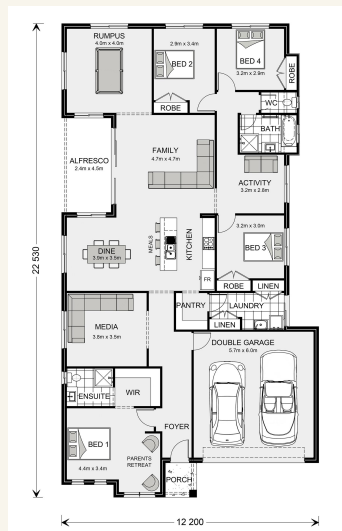 RUMPUS
4.0m x 4.0m
2.9m x 3.4m
BED 2
BED 4
3.2m x 2.9m
ROBE
ROBE
WC
BATH
ALFRESCO
2.4m x 4.5m
FAMILY
4.7m x 4.7m
ACTIVITY
3.2m x 2.8m
3.2m x 3.0m
BED 3
MEALS
KITCHEN
DINE
3.9m x 3.5m
FR
ROBE
LINEN
PANTRY
LAUNDRY
LINEN
MEDIA
3.8m x 3.5m
DOUBLE GARAGE
5.7m x 6.0m
ENSUITE
WIR
BED 1
4.4m x 3.4m
PARENTS
RETREAT
FOYER
PORCH
22 530
12 200